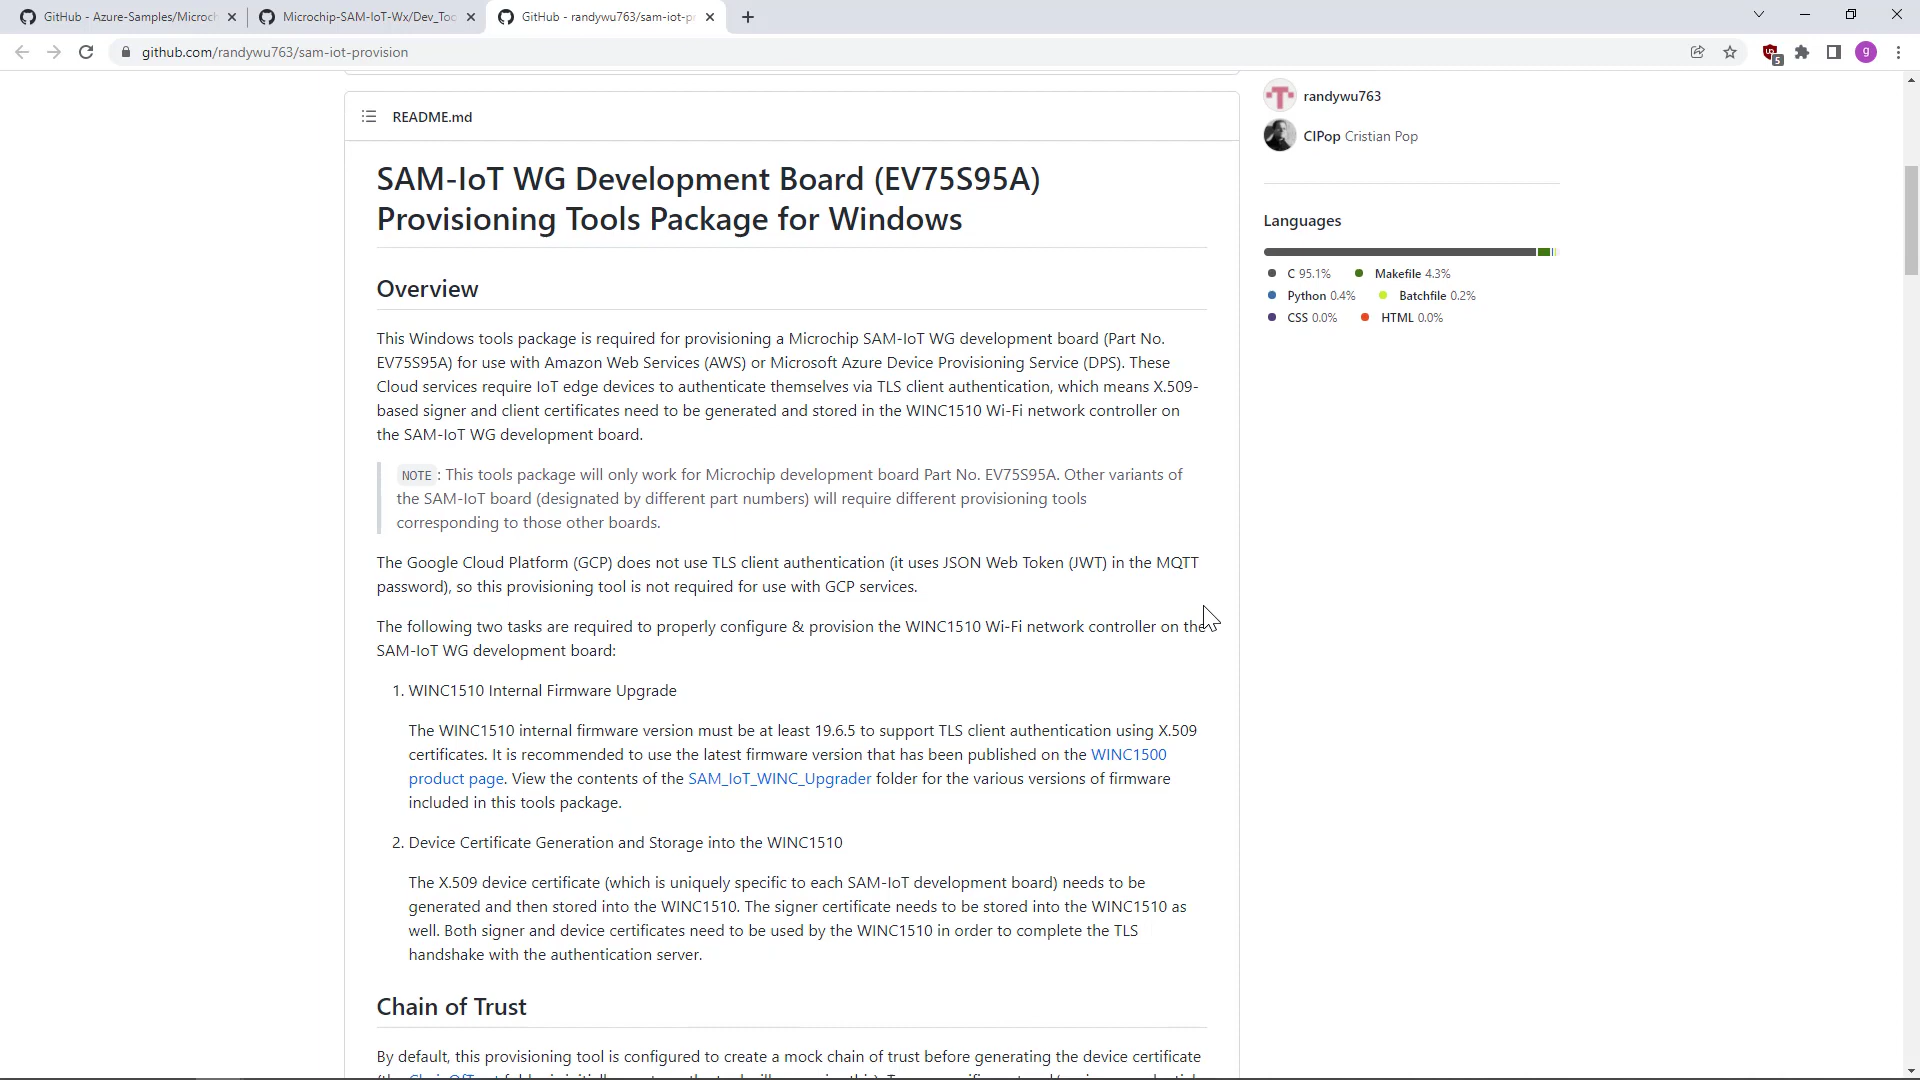 GitHub - Azure-Samples/Microch
Microchip-SAM-IoT-Wx/Dev_Too
GitHub - randywu763/sam-iot-pr
github.com/randywu763/sam-iot-provision
5
g
randywu763
CIPop Cristian Pop
README.md
SAM-IoT WG Development Board (EV75S95A)
Provisioning Tools Package for Windows
Languages
C 95.1%
Makefile 4.3%
Python 0.4%
Batchfile 0.2%
CSS 0.0%
HTML 0.0%
Overview
This Windows tools package is required for provisioning a Microchip SAM-IoT WG development board (Part No.
EV75S95A) for use with Amazon Web Services (AWS) or Microsoft Azure Device Provisioning Service (DPS). These
Cloud services require IoT edge devices to authenticate themselves via TLS client authentication, which means X.509-
based signer and client certificates need to be generated and stored in the WINC1510 Wi-Fi network controller on
the SAM-IoT WG development board.
NOTE: This tools package will only work for Microchip development board Part No. EV75S95A. Other variants of
the SAM-IoT board (designated by different part numbers) will require different provisioning tools
corresponding to those other boards.
The Google Cloud Platform (GCP) does not use TLS client authentication (it uses JSON Web Token (JWT) in the MQTT
password), so this provisioning tool is not required for use with GCP services.
The following two tasks are required to properly configure & provision the WINC1510 Wi-Fi network controller on the
SAM-IoT WG development board:
1. WINC1510 Internal Firmware Upgrade
The WINC1510 internal firmware version must be at least 19.6.5 to support TLS client authentication using X.509
certificates. It is recommended to use the latest firmware version that has been published on the WINC1500
product page. View the contents of the SAM_IoT_WINC_Upgrader folder for the various versions of firmware
included in this tools package.
2. Device Certificate Generation and Storage into the WINC1510
The X.509 device certificate (which is uniquely specific to each SAM-IoT development board) needs to be
generated and then stored into the WINC1510. The signer certificate needs to be stored into the WINC1510 as
well. Both signer and device certificates need to be used by the WINC1510 in order to complete the TLS
handshake with the authentication server.
Chain of Trust
By default, this provisioning tool is configured to create a mock chain of trust before generating the device certificate